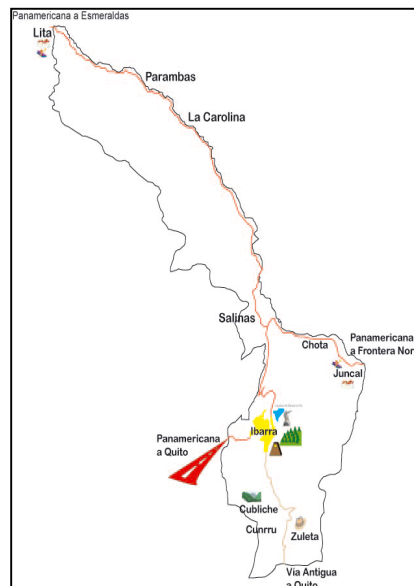 Panamericana a Esmeraldas
Lita
Parambas
La Carolina
Salinas
Chota
Panamericana
a Frontera Nor
Juncal
Ibarra
Panamericana
a Quito
Cubliche
Cunrru
Zuleta
Via Antigua
a Quito